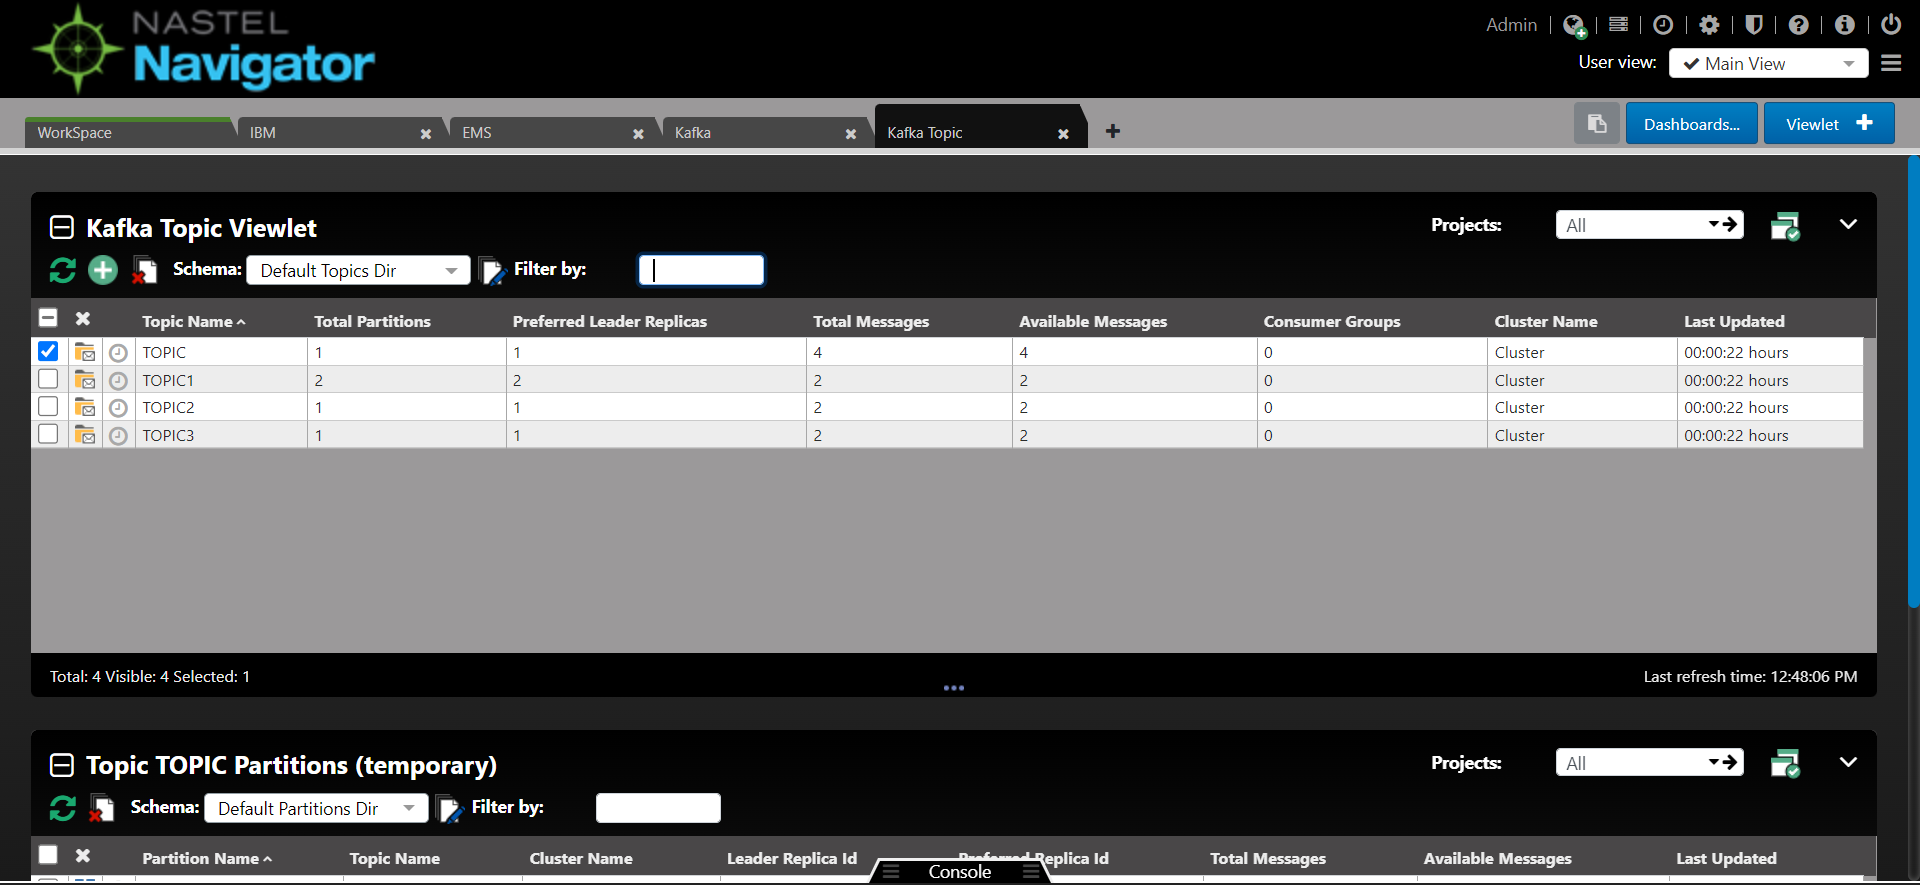 NASTEL
Navigator
Admin
User view: Main View
WorkSpace IBM EMS Kafka Kafka Topic
Dashboards... Viewlet
Kafka Topic Viewlet
Projects: All
Schema: Default Topics Dir Filter by:
Topic Name Total Partitions Preferred Leader Replicas Total Messages Available Messages Consumer Groups Cluster Name Last Updated
TOPIC 1 1 4 4 0 Cluster 00:00:22 hours
TOPIC1 2 2 2 2 0 Cluster 00:00:22 hours
TOPIC2 1 1 2 2 0 Cluster 00:00:22 hours
TOPIC3 1 1 2 2 0 Cluster 00:00:22 hours
Total: 4 Visible: 4 Selected: 1
Last refresh time: 12:48:06 PM
Topic TOPIC Partitions (temporary)
Projects: All
Schema: Default Partitions Dir Filter by:
Partition Name Topic Name Cluster Name Leader Replica Id Preferred Replica Id Total Messages Available Messages Last Updated
Console